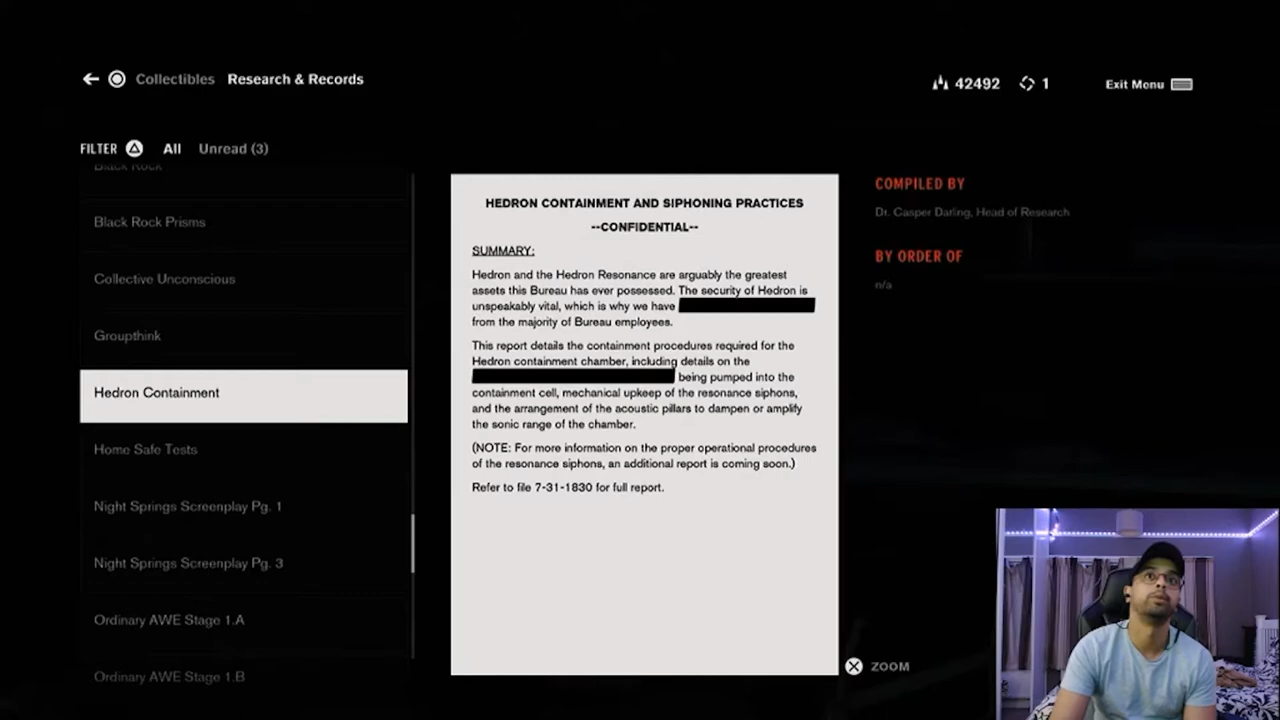 Collectibles Research & Records
42492 1 Exit Menu
FILTER All Unread (3)
Black Rock
Black Rock Prisms
Collective Unconscious
Groupthink
Hedron Containment
Home Safe Tests
Night Springs Screenplay Pg. 1
Night Springs Screenplay Pg. 3
Ordinary AWE Stage 1.A
Ordinary AWE Stage 1.B
HEDRON CONTAINMENT AND SIPHONING PRACTICES
--CONFIDENTIAL--
SUMMARY:
Hedron and the Hedron Resonance are arguably the greatest
assets this Bureau has ever possessed. The security of Hedron is
unspeakably vital, which is why we have
from the majority of Bureau employees.
This report details the containment procedures required for the
Hedron containment chamber, including details on the
being pumped into the
containment cell, mechanical upkeep of the resonance siphons,
and the arrangement of the acoustic pillars to dampen or amplify
the sonic range of the chamber.
(NOTE: For more information on the proper operational procedures
of the resonance siphons, an additional report is coming soon.)
Refer to file 7-31-1830 for full report.
COMPILED BY
Dr. Casper Darling, Head of Research
BY ORDER OF
n/a
ZOOM